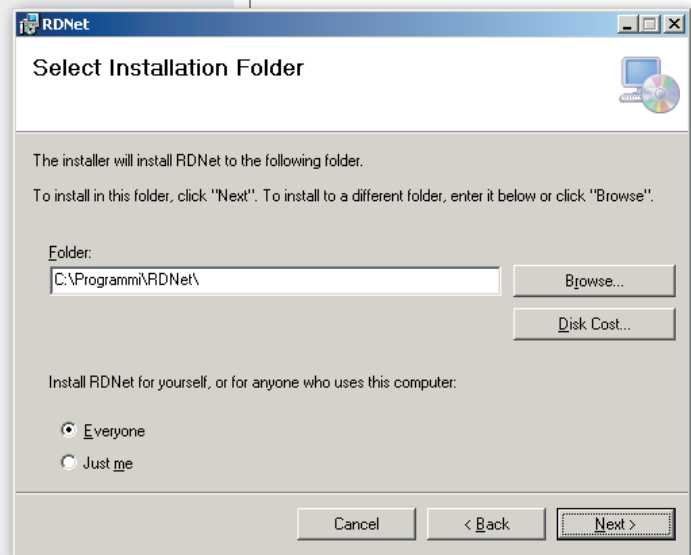 RDNet
Select Installation Folder
The installer will install RDNet to the following folder.
To install in this folder, click "Next". To install to a different folder, enter it below or click "Browse".
Folder:
C:\Programmi\RDNet\
Browse...
Disk Cost...
Install RDNet for yourself, or for anyone who uses this computer:
Everyone
Just me
Cancel
< Back
Next >